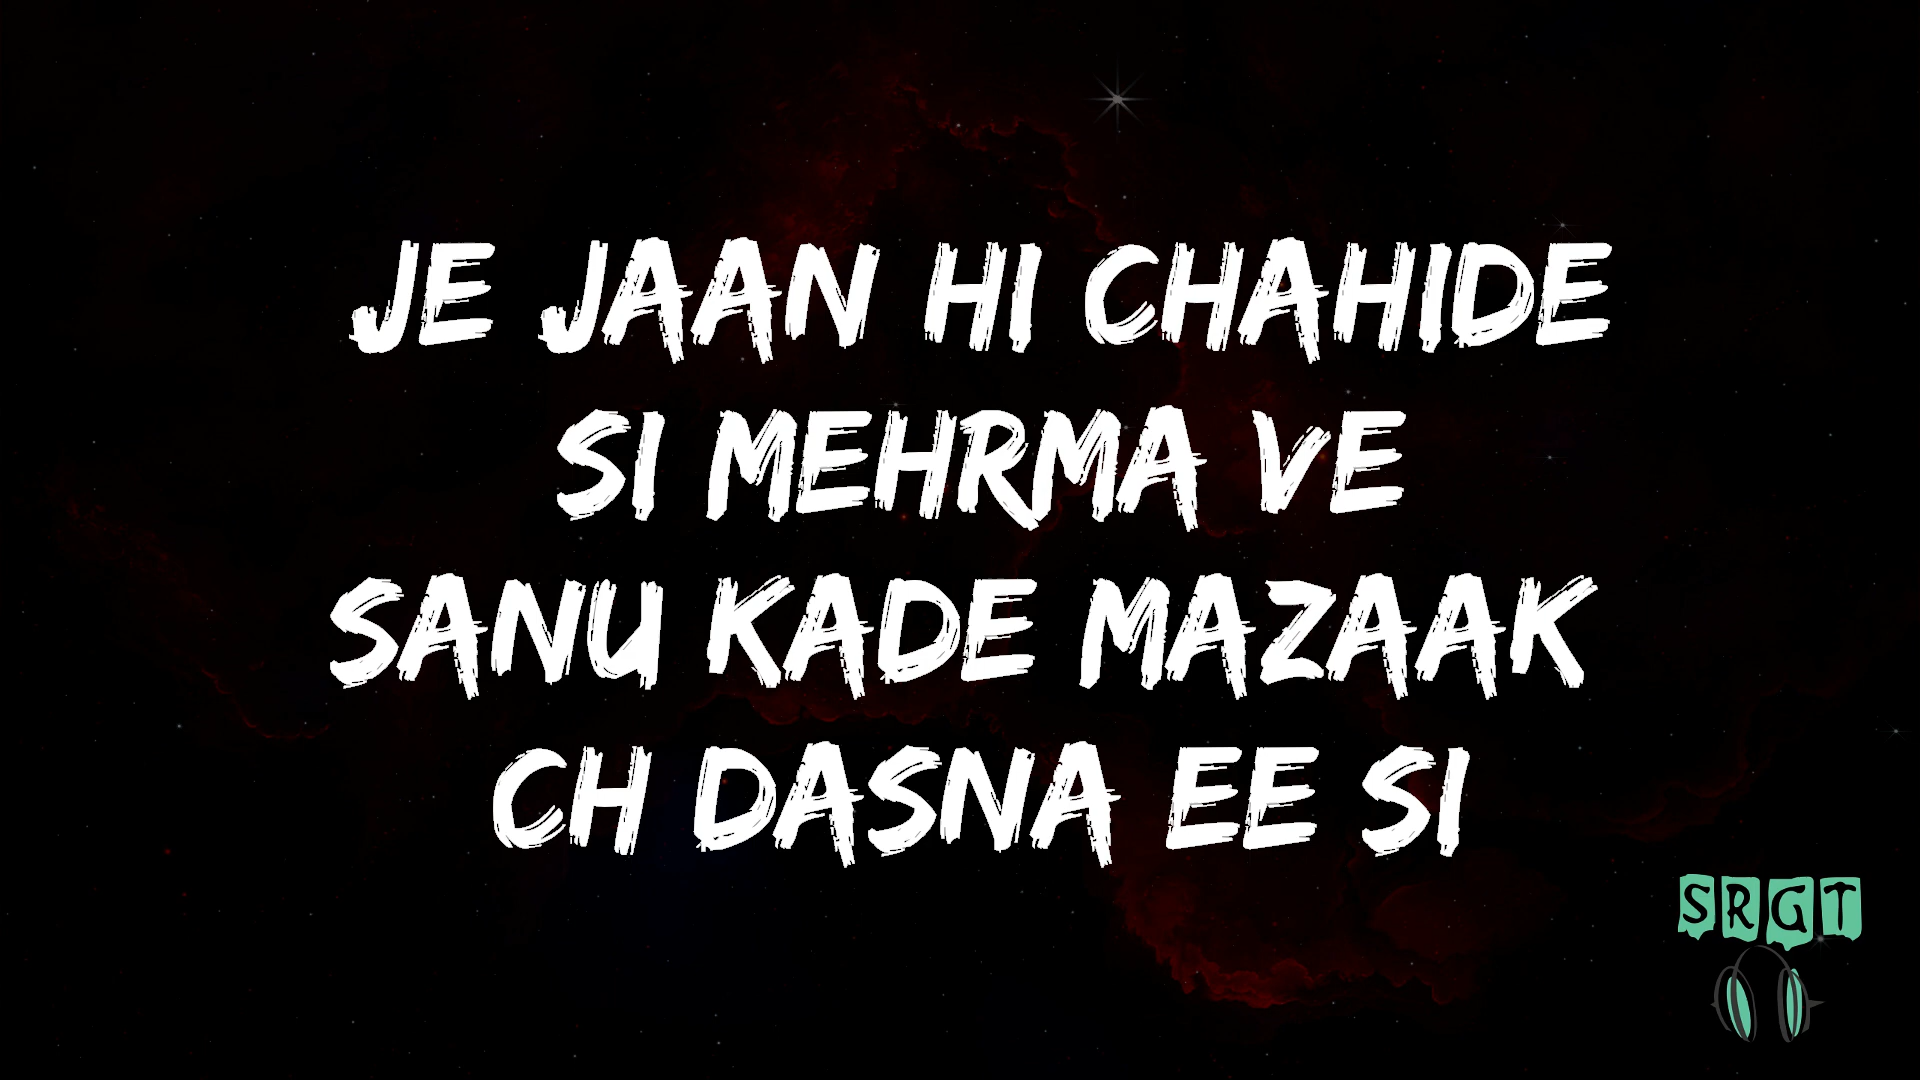 JE JAAN HI CHAHIDE
SI MEHRMA VE
SANU KADE MAZAAK
CH DASNA EE SI
SRGT